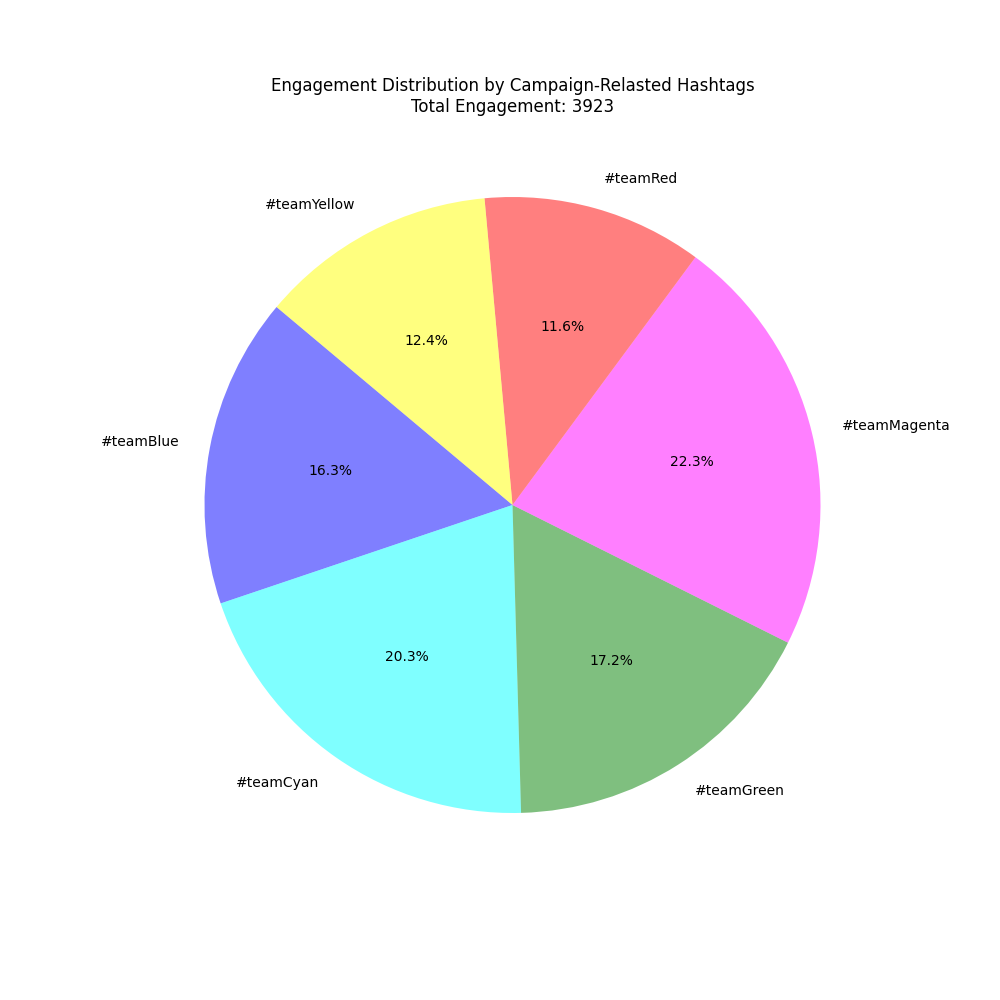 Engagement Distribution by Campaign-Relasted Hashtags
Total Engagement: 3923
#teamRed
#teamYellow
11.6%
12.4%
#teamMagenta
#teamBlue
22.3%
16.3%
20.3%
17.2%
#teamCyan
#teamGreen